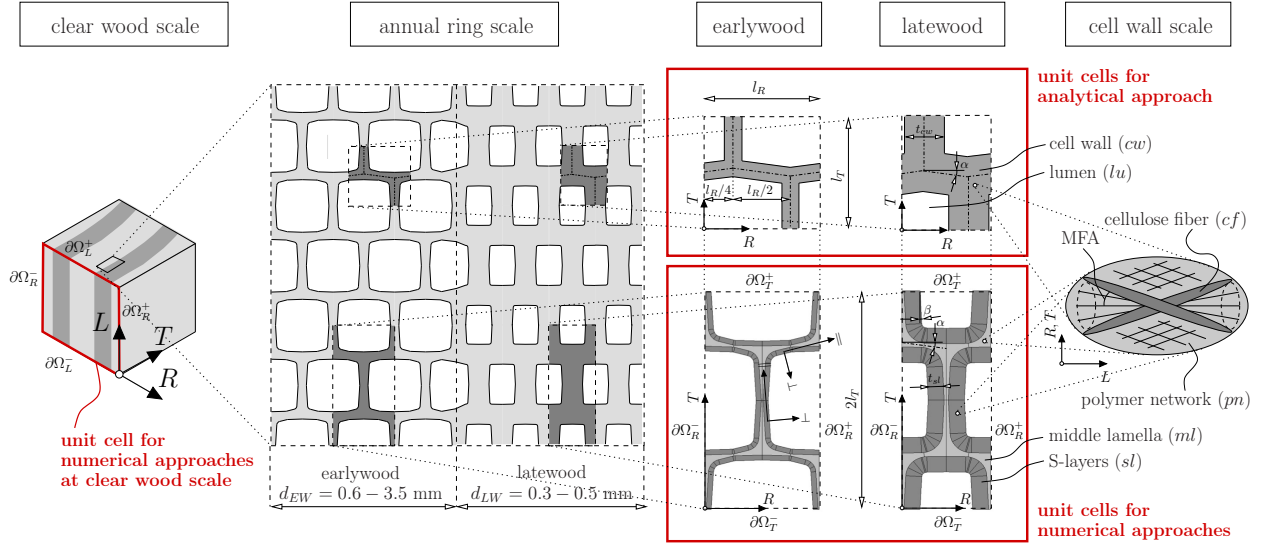 clear wood scale
annual ring scale
earlywood
latewood
cell wall scale
unit cells for
analytical approach
l_R
t_cw
α
l_T
l_R/4
l_R/2
T
R
T
R
cell wall (cw)
lumen (lu)
cellulose fiber (cf)
MFA
R, T
L
polymer network (pn)
∂Ω_L^+
∂Ω_R^-
∂Ω_R^+
∂Ω_L^-
L
T
R
unit cell for
numerical approaches
at clear wood scale
earlywood
d_EW = 0.6 – 3.5 mm
latewood
d_LW = 0.3 – 0.5 mm
∂Ω_T^+
∂Ω_T^+
β
α
∥
⊢
⊥
t_sl
2l_T
T
T
∂Ω_R^-
∂Ω_R^+
∂Ω_R^-
∂Ω_R^+
R
R
∂Ω_T^-
∂Ω_T^-
middle lamella (ml)
S-layers (sl)
unit cells for
numerical approaches